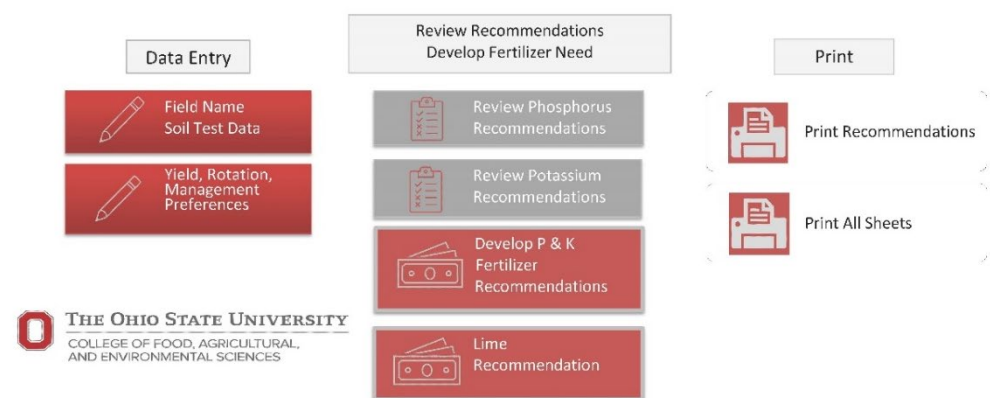 Data Entry
Field Name
Soil Test Data
Yield, Rotation,
Management
Preferences
Review Recommendations
Develop Fertilizer Need
Review Phosphorus
Recommendations
Review Potassium
Recommendations
Develop P & K
Fertilizer
Recommendations
Lime
Recommendation
Print
Print Recommendations
Print All Sheets
THE OHIO STATE UNIVERSITY
COLLEGE OF FOOD, AGRICULTURAL,
AND ENVIRONMENTAL SCIENCES